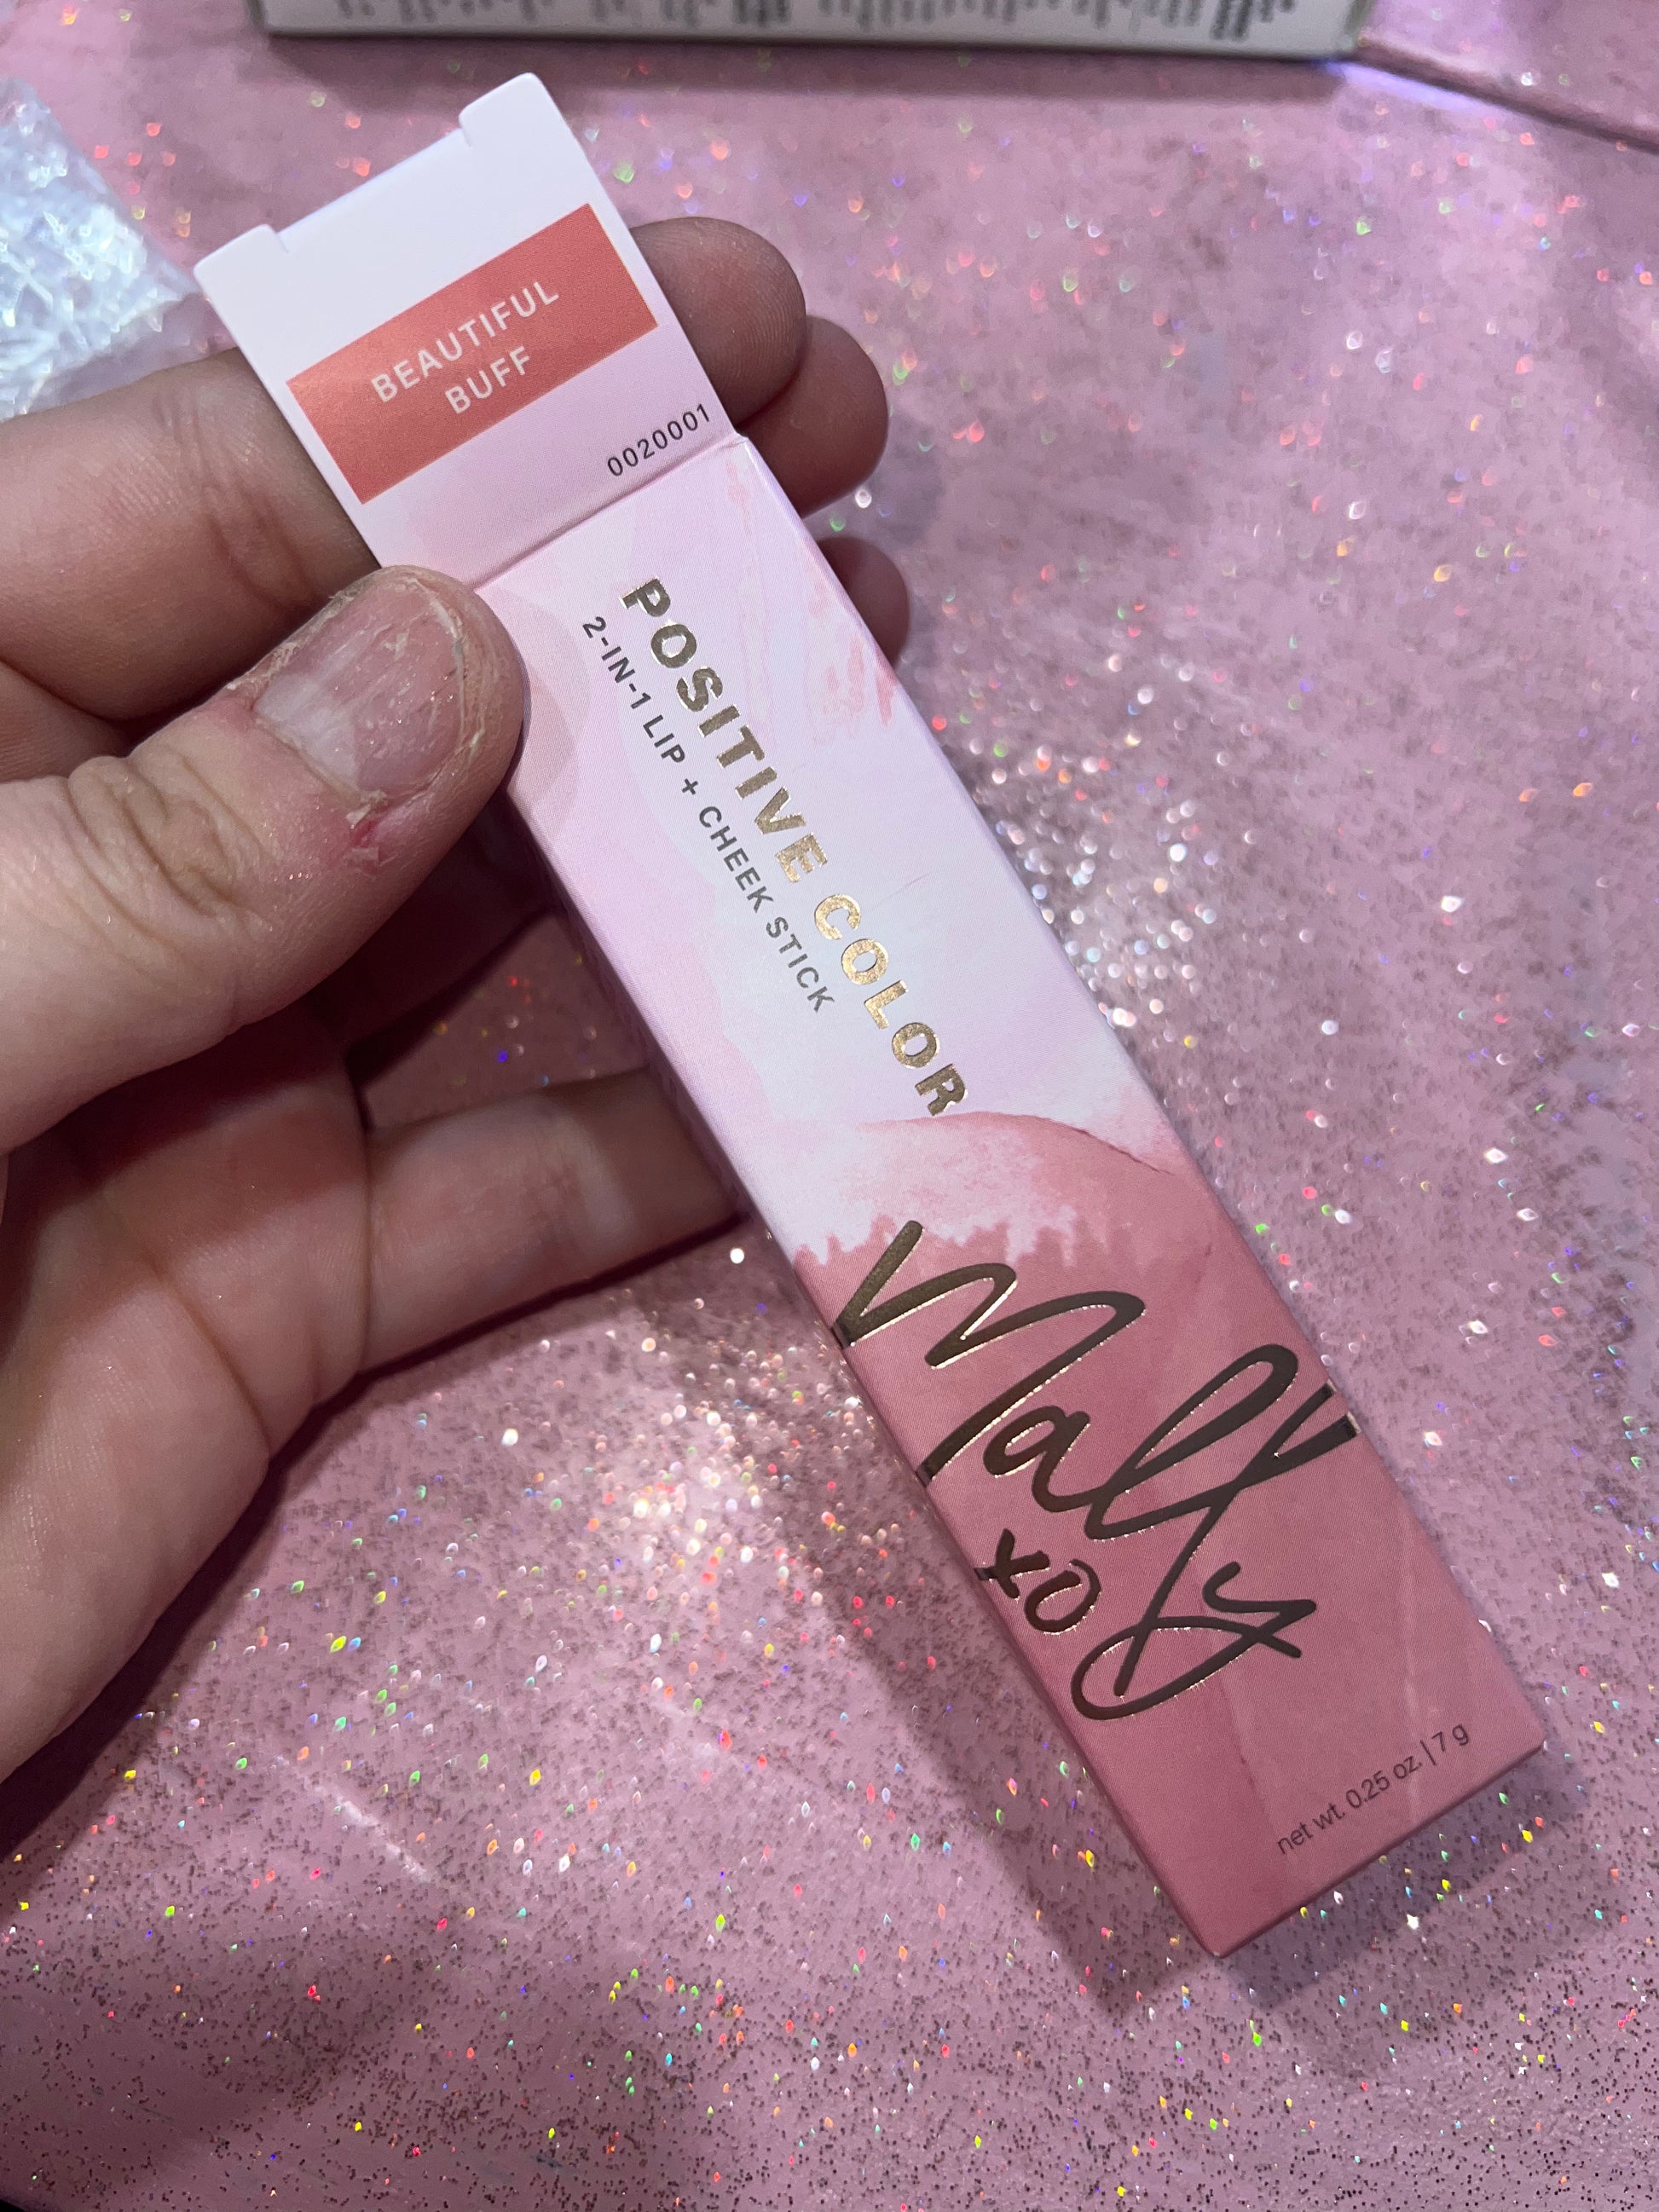 BEAUTIFUL
BUFF
0020001
POSITIVE COLOR
2-IN-1 LIP + CHEEK STICK
Mally
xo
net wt. 0.25 oz | 7 g